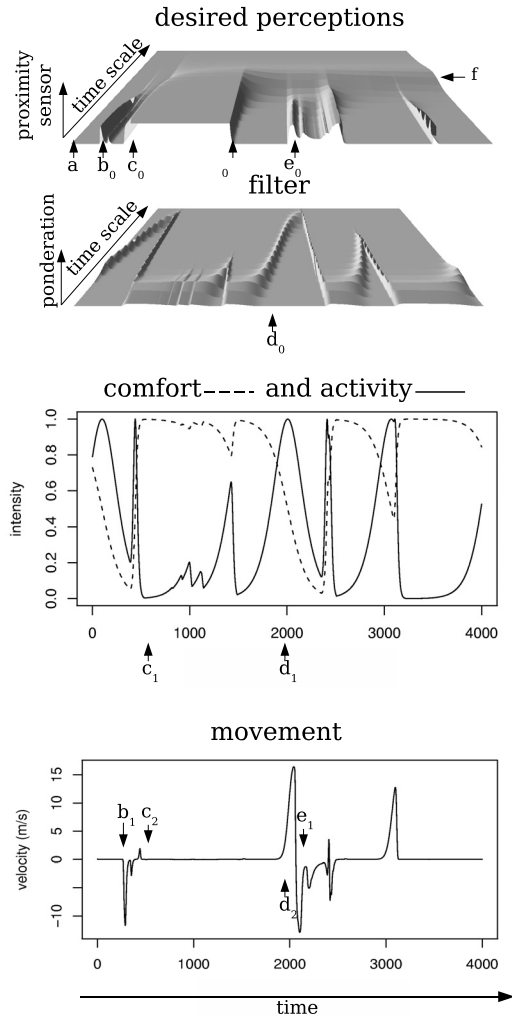 desired perceptions
proximity
sensor
time scale
f
a
b0
c0
0
e0
filter
ponderation
time scale
d0
comfort---- and activity——
intensity
1.0
0.8
0.6
0.4
0.2
0.0
0 1000 2000 3000 4000
c1
d1
movement
velocity (m/s)
15
10
5
0
-10
b1
c2
e1
d2
0 1000 2000 3000 4000
time